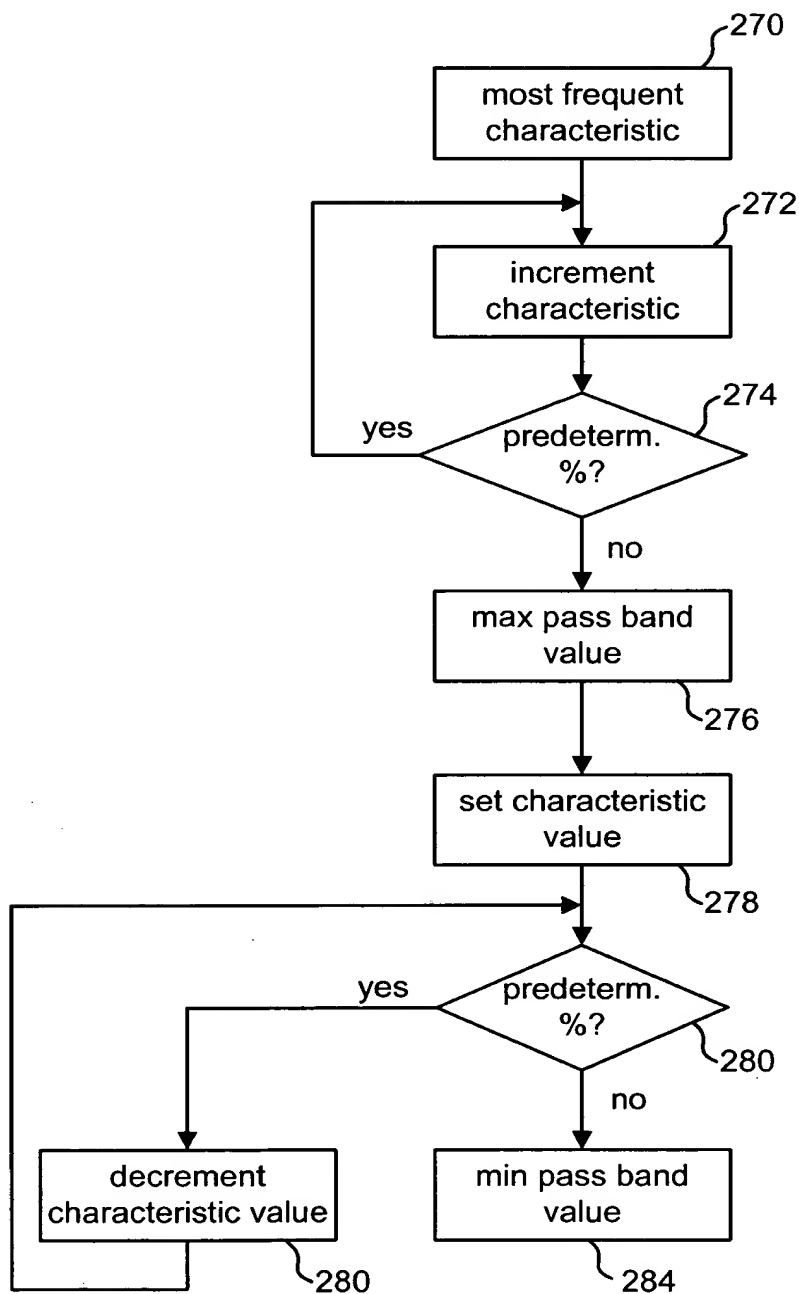 270
most frequent
characteristic
272
increment
characteristic
274
yes
predeterm.
%?
no
max pass band
value
276
set characteristic
value
278
yes
predeterm.
%?
280
no
decrement
characteristic value
280
min pass band
value
284